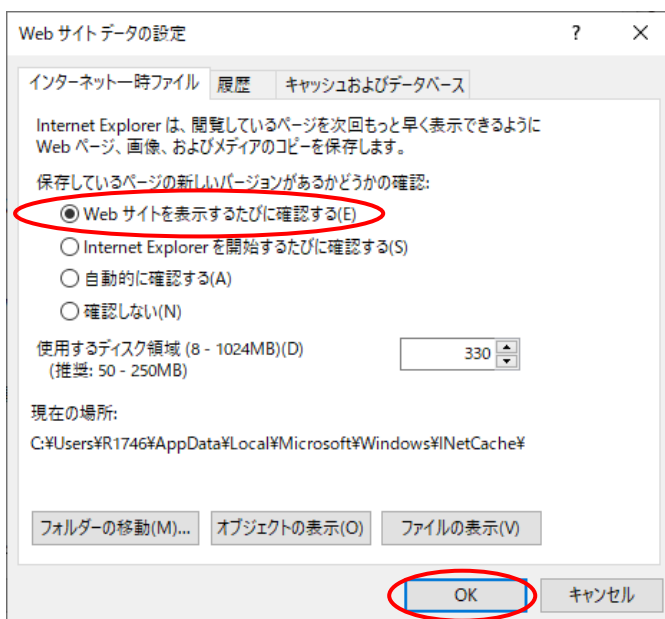 Web サイト データの設定
? ×
インターネット一時ファイル 履歴 キャッシュおよびデータベース
Internet Explorer は、閲覧しているページを次回もっと早く表示できるように
Web ページ、画像、およびメディアのコピーを保存します。
保存しているページの新しいバージョンがあるかどうかの確認:
Web サイトを表示するたびに確認する(E)
Internet Explorer を開始するたびに確認する(S)
自動的に確認する(A)
確認しない(N)
使用するディスク領域 (8 - 1024MB)(D) 330
(推奨: 50 - 250MB)
現在の場所:
C:¥Users¥R1746¥AppData¥Local¥Microsoft¥Windows¥INetCache¥
フォルダーの移動(M)... オブジェクトの表示(O) ファイルの表示(V)
OK キャンセル